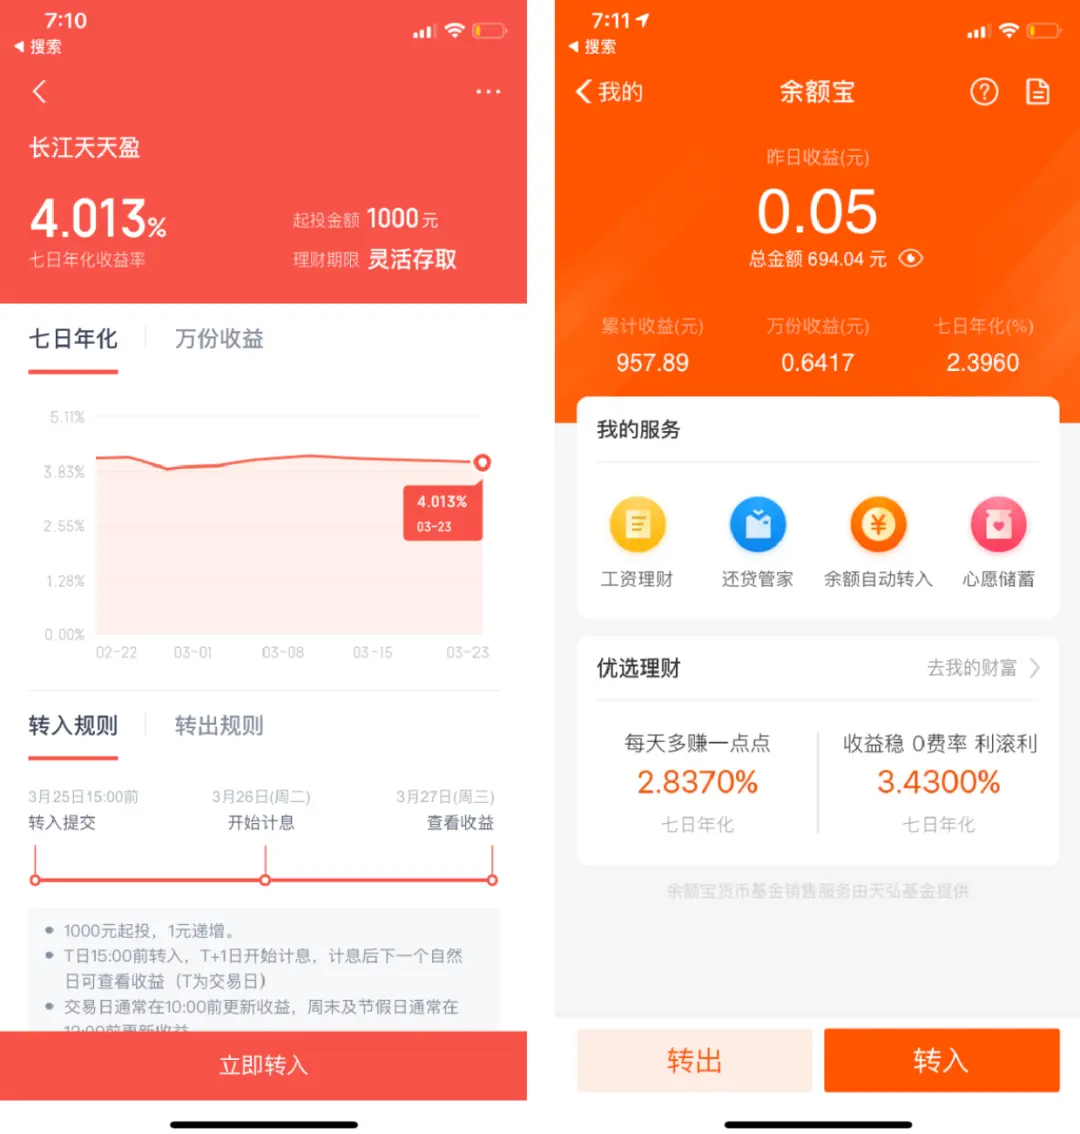 7:10
搜索
长江天天盈
4.013%
七日年化收益率
起投金额 1000 元
理财期限 灵活存取
七日年化
万份收益
5.11%
3.83%
2.55%
1.28%
0.00%
4.013%
03-23
02-22
03-01
03-08
03-15
03-23
转入规则
转出规则
3月25日15:00前
转入提交
3月26日(周二)
开始计息
3月27日(周三)
查看收益
1000元起投，1元递增。
T日15:00前转入，T+1日开始计息，计息后下一个自然
日可查看收益（T为交易日）
交易日通常在10:00前更新收益，周末及节假日通常在
12:00前更新收益
立即转入
7:11
搜索
我的
余额宝
昨日收益(元)
0.05
总金额 694.04 元
累计收益(元)
957.89
万份收益(元)
0.6417
七日年化(%)
2.3960
我的服务
工资理财
还贷管家
余额自动转入
心愿储蓄
优选理财
去我的财富
每天多赚一点点
2.8370%
七日年化
收益稳 0费率 利滚利
3.4300%
七日年化
余额宝货币基金销售服务由天弘基金提供
转出
转入